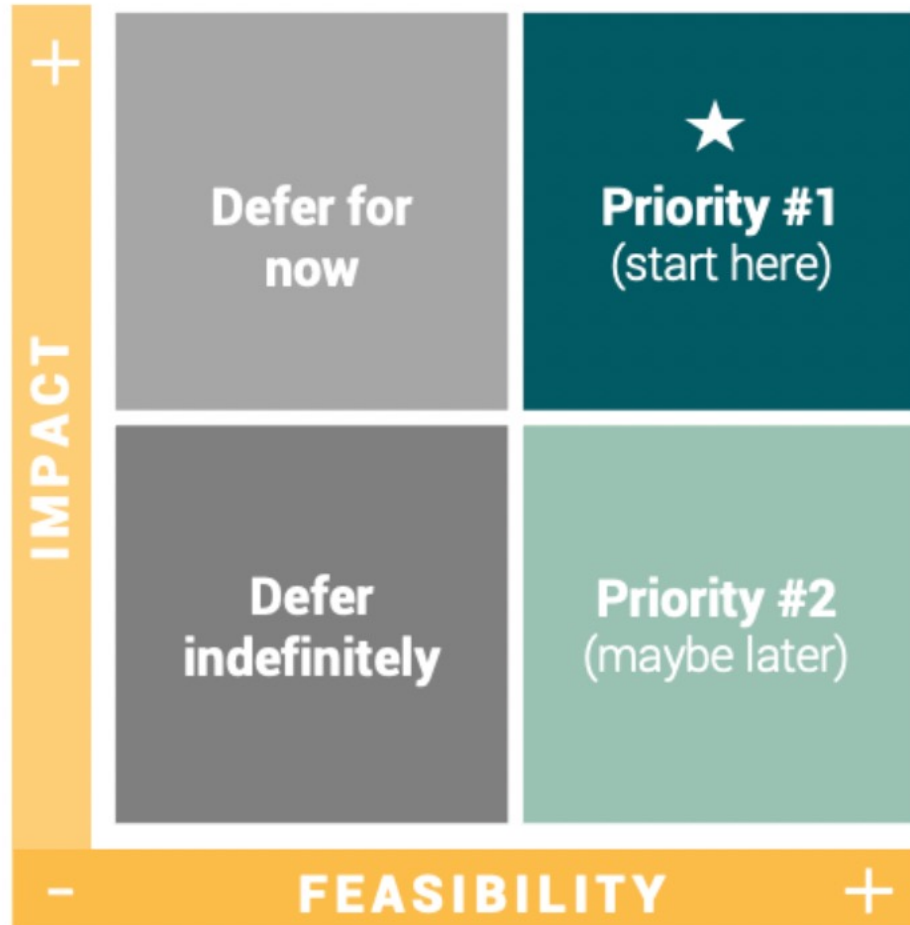 +
IMPACT
Defer for
now
★
Priority #1
(start here)
Defer
indefinitely
Priority #2
(maybe later)
- FEASIBILITY +